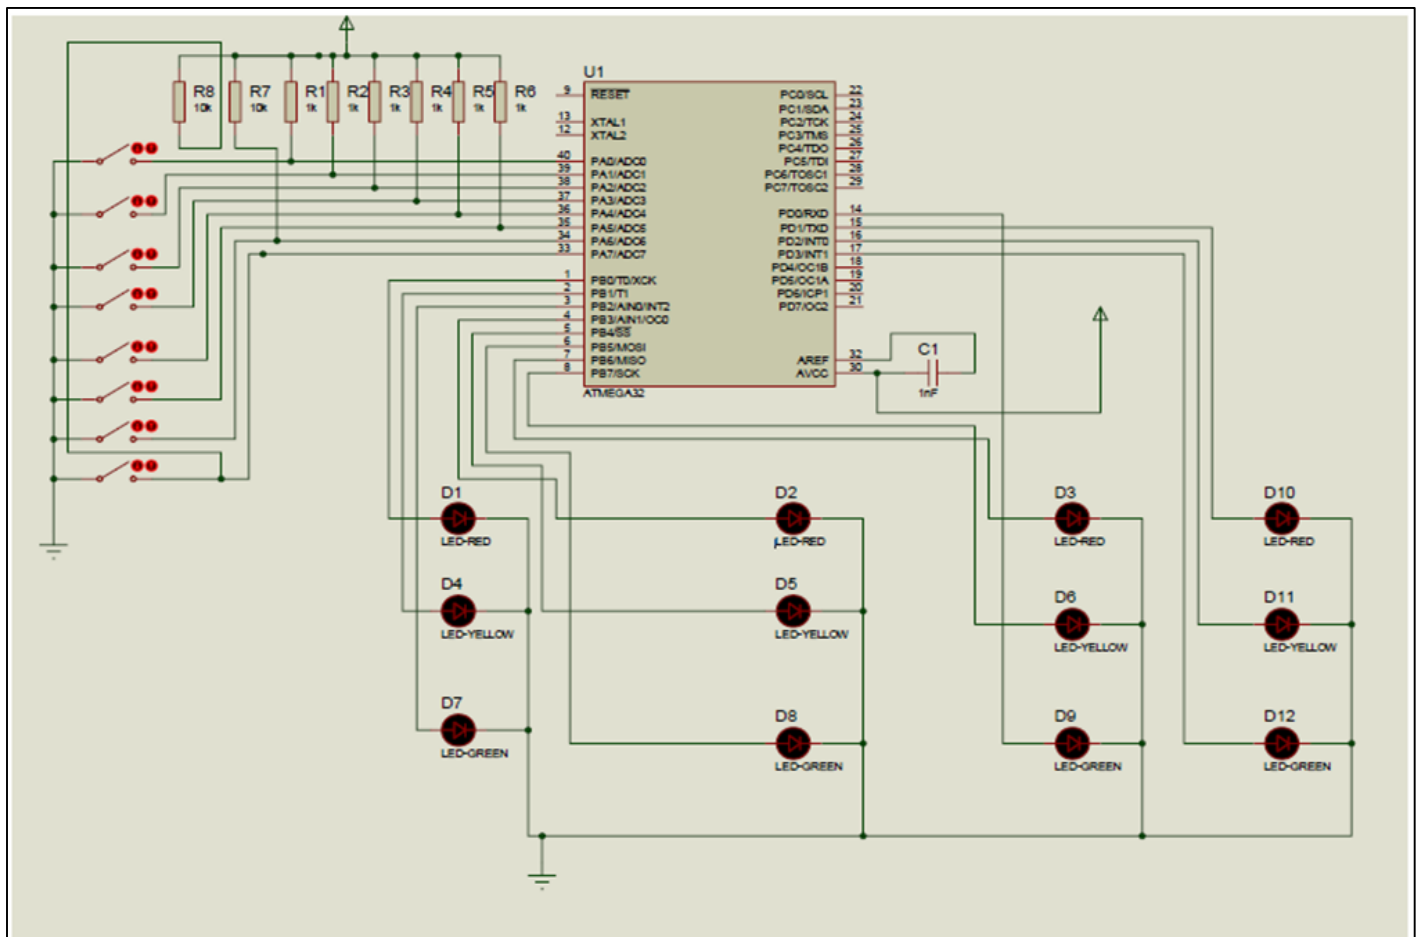 U1
R8
10k
R7
10k
R1
1k
R2
1k
R3
1k
R4
1k
R5
1k
R6
1k
9
RESET
13
XTAL1
12
XTAL2
40
PA0/ADC0
39
PA1/ADC1
38
PA2/ADC2
37
PA3/ADC3
36
PA4/ADC4
35
PA5/ADC5
34
PA6/ADC6
33
PA7/ADC7
1
PB0/T0/XCK
2
PB1/T1
3
PB2/AIN0/INT2
4
PB3/AIN1/OC0
5
PB4/SS
6
PB5/MOSI
7
PB6/MISO
8
PB7/SCK
PC0/SCL
22
PC1/SDA
23
PC2/TCK
24
PC3/TMS
25
PC4/TDO
26
PC5/TDI
27
PC6/TOSC1
28
PC7/TOSC2
29
PD0/RXD
14
PD1/TXD
15
PD2/INT0
16
PD3/INT1
17
PD4/OC1B
18
PD5/OC1A
19
PD6/ICP1
20
PD7/OC2
21
AREF
32
AVCC
30
ATMEGA32
C1
1nF
D1
LED-RED
D2
LED-RED
D3
LED-RED
D10
LED-RED
D4
LED-YELLOW
D5
LED-YELLOW
D6
LED-YELLOW
D11
LED-YELLOW
D7
LED-GREEN
D8
LED-GREEN
D9
LED-GREEN
D12
LED-GREEN